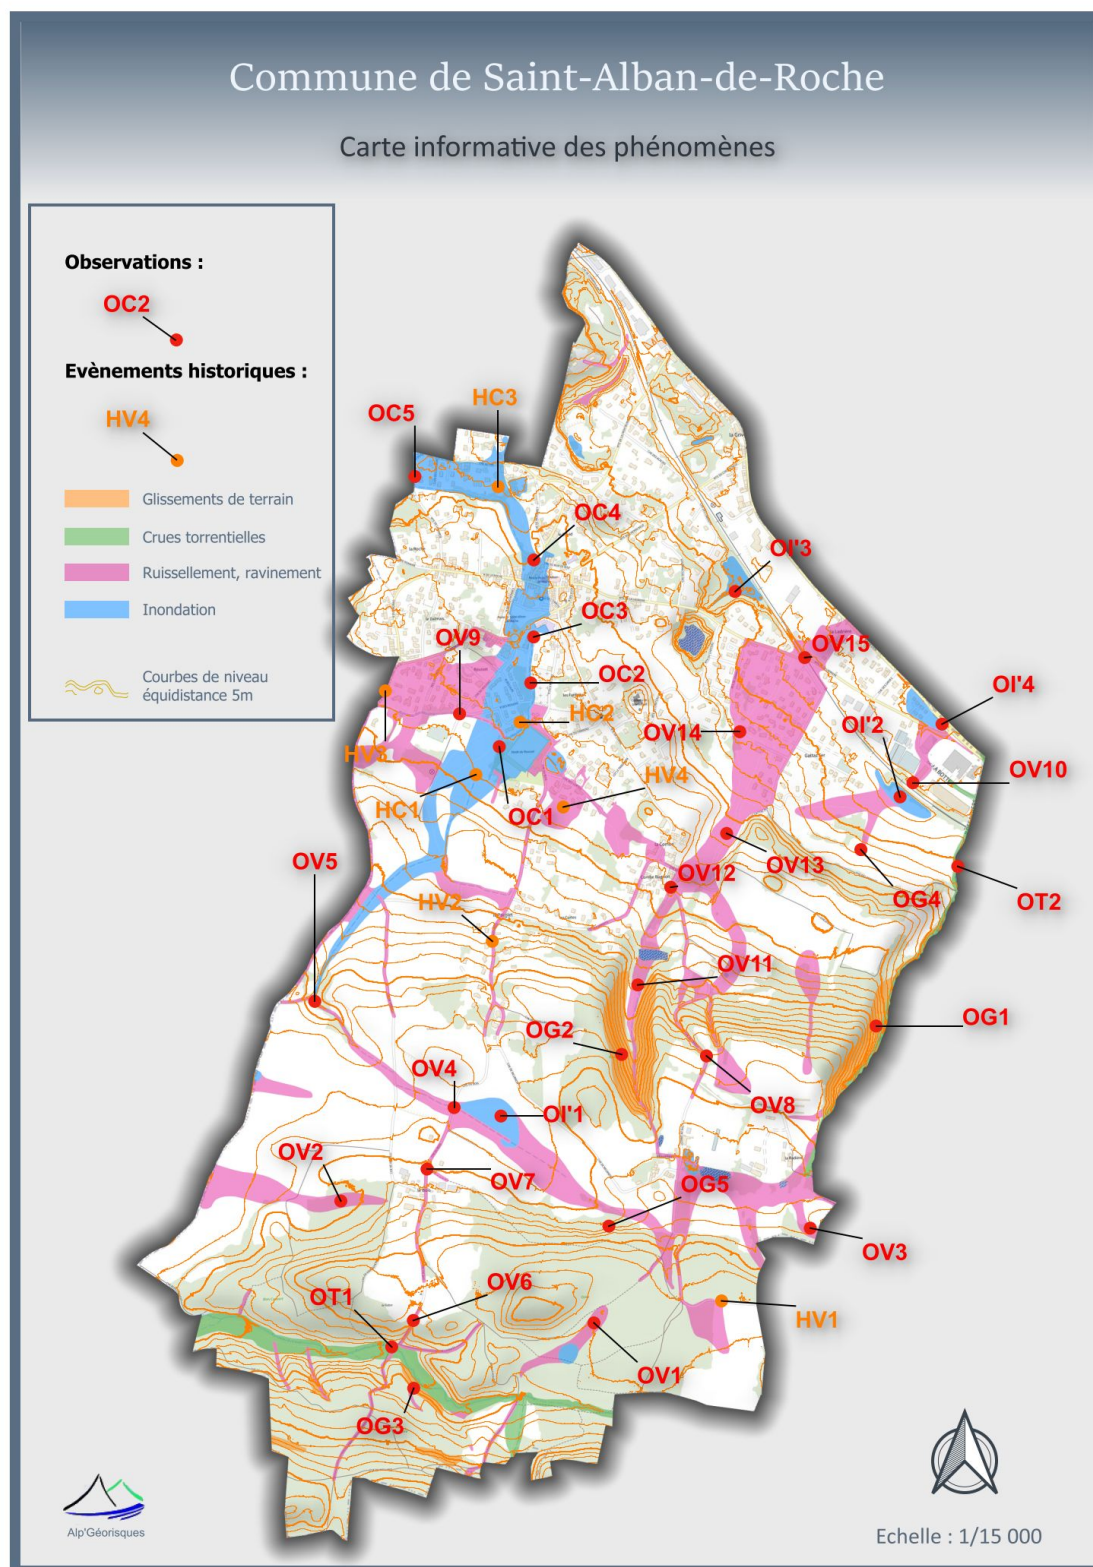 Commune de Saint-Alban-de-Roche
Carte informative des phénomènes
Observations :
OC2
Evènements historiques :
HV4
Glissements de terrain
Crues torrentielles
Ruissellement, ravinement
Inondation
Courbes de niveau
équidistance 5m
HC3
OC5
OC4
OI'3
OC3
OV9
OV15
OC2
OI'4
HC2
OI'2
OV14
HV3
HV4
OV10
HC1
OC1
OV5
OV13
OV12
OG4
OT2
HV2
OV11
OG1
OG2
OV4
OV8
OI'1
OV2
OV7
OG5
OV3
OV6
OT1
HV1
OV1
OG3
Alp'Géorisques
Echelle : 1/15 000